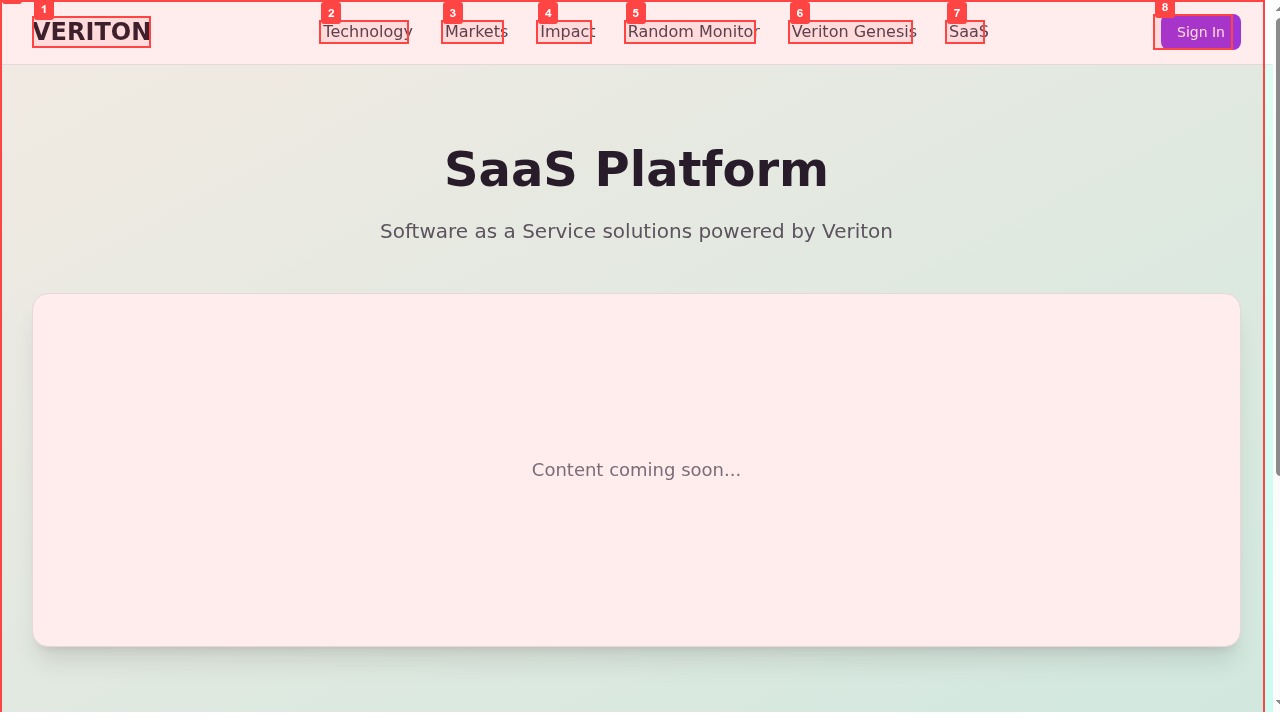 1
2
3
4
5
6
7
8
VERITON
Technology
Markets
Impact
Random Monitor
Veriton Genesis
SaaS
Sign In
SaaS Platform
Software as a Service solutions powered by Veriton
Content coming soon...